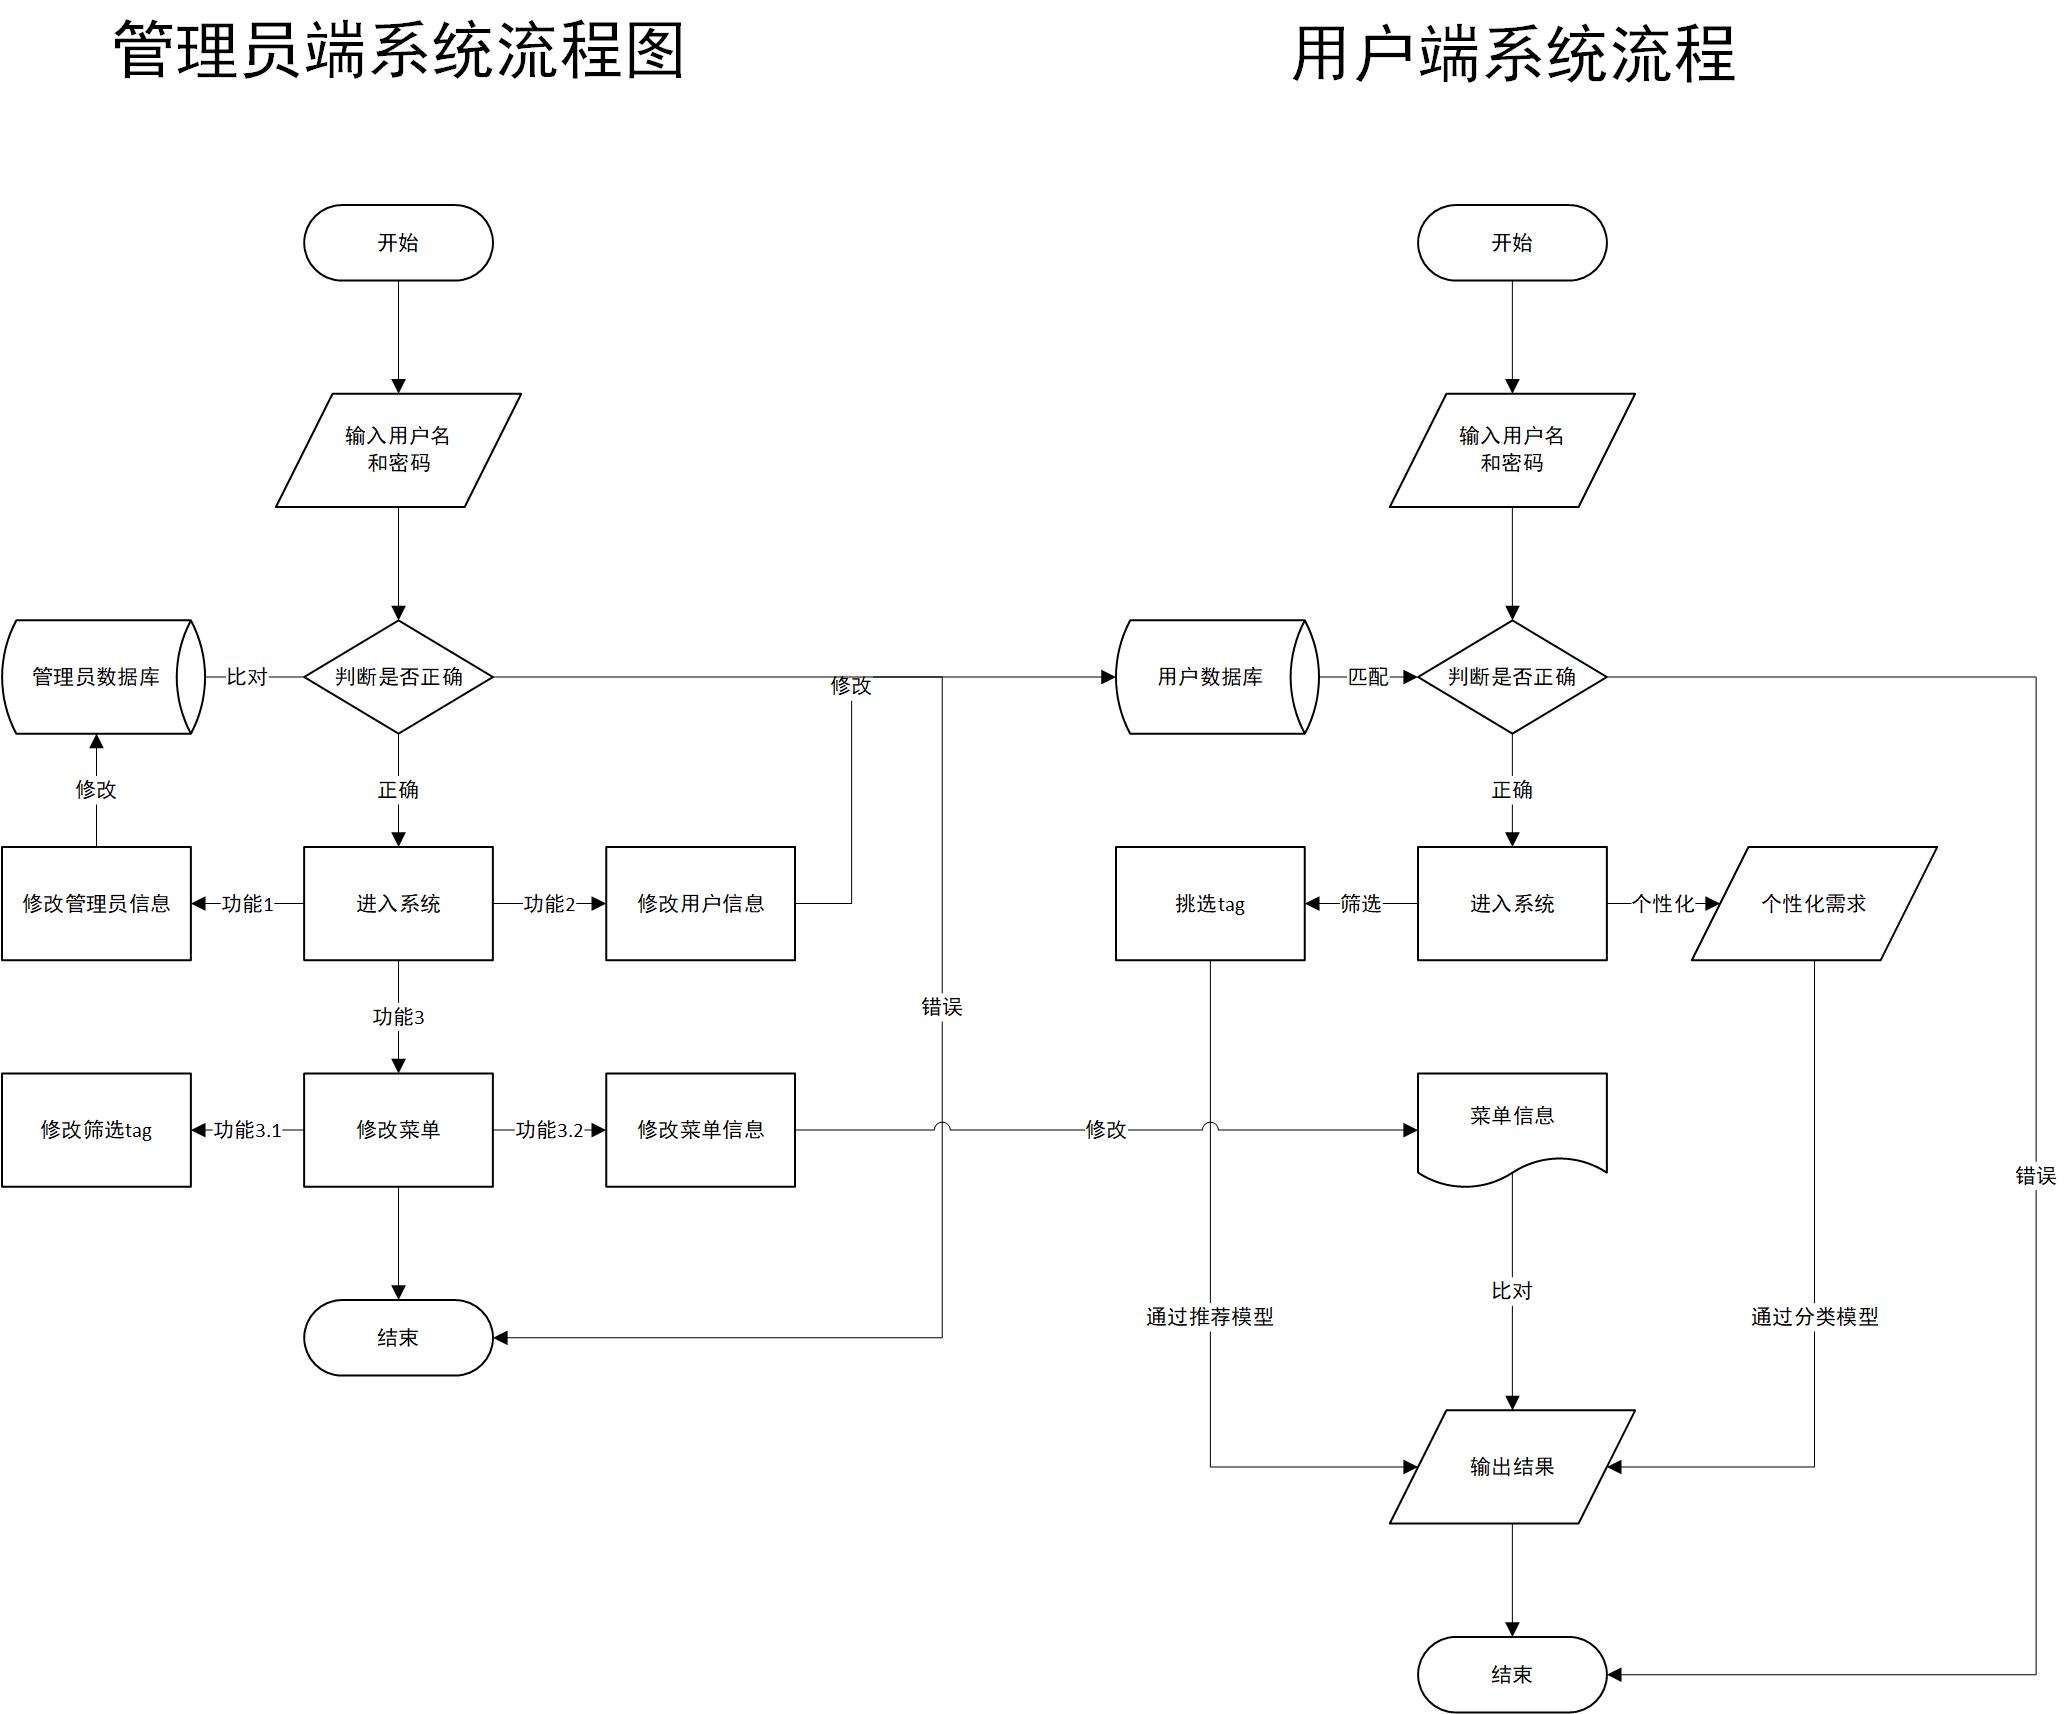 管理员端系统流程图
用户端系统流程
开始
开始
输入用户名
和密码
输入用户名
和密码
管理员数据库
比对
判断是否正确
修改
用户数据库
匹配
判断是否正确
修改
正确
正确
修改管理员信息
功能1
进入系统
功能2
修改用户信息
挑选tag
筛选
进入系统
个性化
个性化需求
错误
功能3
修改筛选tag
功能3.1
修改菜单
功能3.2
修改菜单信息
修改
菜单信息
错误
比对
通过推荐模型
通过分类模型
结束
输出结果
结束